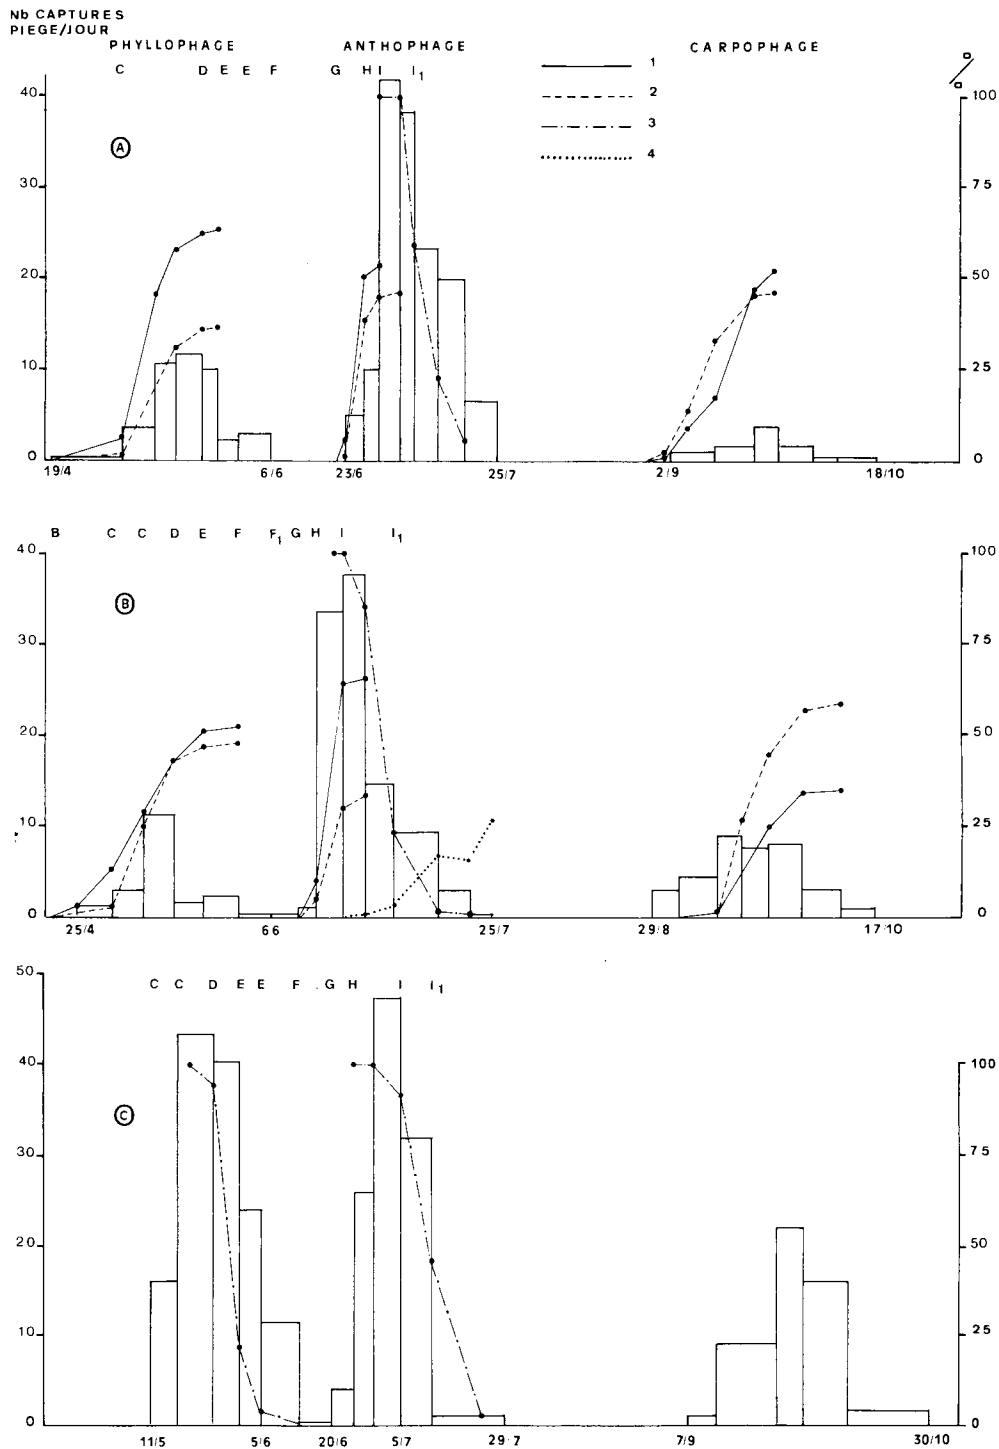 Nb CAPTURES
PIEGE/JOUR
PHYLLOPHAGE ANTHOPHAGE CARPOPHAGE
C D E E F G H I I1
1
2
3
4
%
A
40 30 20 10 0
100 75 50 25 0
19/4 6/6 23/6 25/7 2/9 18/10
B C C D E F F1 G H I I1
B
40 30 20 10 0
100 75 50 25 0
25/4 6 6 25/7 29/8 17/10
C C D E E F . G H I I1
C
50 40 30 20 10 0
100 75 50 25 0
11/5 5/6 20/6 5/7 29.7 7/9 30/10